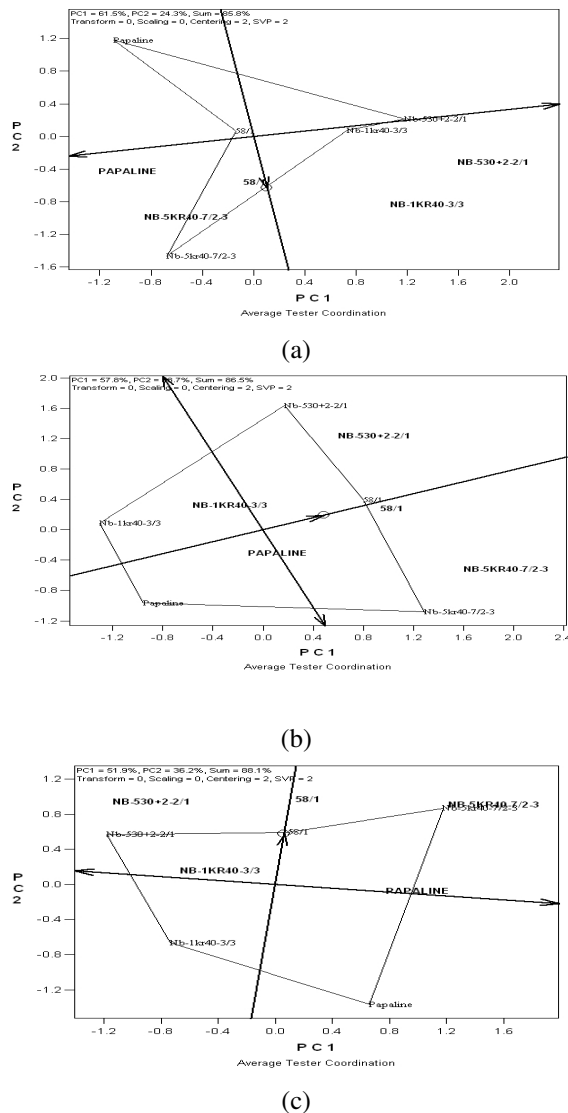 PC1 = 61.5%, PC2 = 24.3%, Sum = 85.8%
Transform = 0, Scaling = 0, Centering = 2, SVP = 2
1.2
Papaline
0.8
0.4
Nb-530+2-2/1
58/1
Nb-1kr40-3/3
0.0
PC2
NB-530+2-2/1
-0.4
PAPALINE
58/1
-0.8
NB-5KR40-7/2-3
NB-1KR40-3/3
-1.2
Nb-5kr40-7/2-3
-1.6
-1.2 -0.8 -0.4 0.0 0.4 0.8 1.2 1.6 2.0
PC1
Average Tester Coordination
(a)
PC1 = 57.8%, PC2 = 8.7%, Sum = 86.5%
Transform = 0, Scaling = 0, Centering = 2, SVP = 2
2.0
Nb-530+2-2/1
1.6
1.2
NB-530+2-2/1
0.8
58/1
NB-1KR40-3/3
58/1
0.4
PC2
Nb-1kr40-3/3
0.0
PAPALINE
-0.4
NB-5KR40-7/2-3
-0.8
Papaline
Nb-5kr40-7/2-3
-1.2
-1.2 -0.8 -0.4 0.0 0.4 0.8 1.2 1.6 2.0 2.4
PC1
Average Tester Coordination
(b)
PC1 = 51.9%, PC2 = 36.2%, Sum = 88.1%
Transform = 0, Scaling = 0, Centering = 2, SVP = 2
1.2
NB-530+2-2/1
58/1
NB-5KR40-7/2-3
Nb-5kr40-7/2-3
0.8
Nb-530+2-2/1
58/1
0.4
NB-1KR40-3/3
PC2
0.0
PAPALINE
-0.4
Nb-1kr40-3/3
-0.8
-1.2
Papaline
-1.2 -0.8 -0.4 0.0 0.4 0.8 1.2 1.6
PC1
Average Tester Coordination
(c)